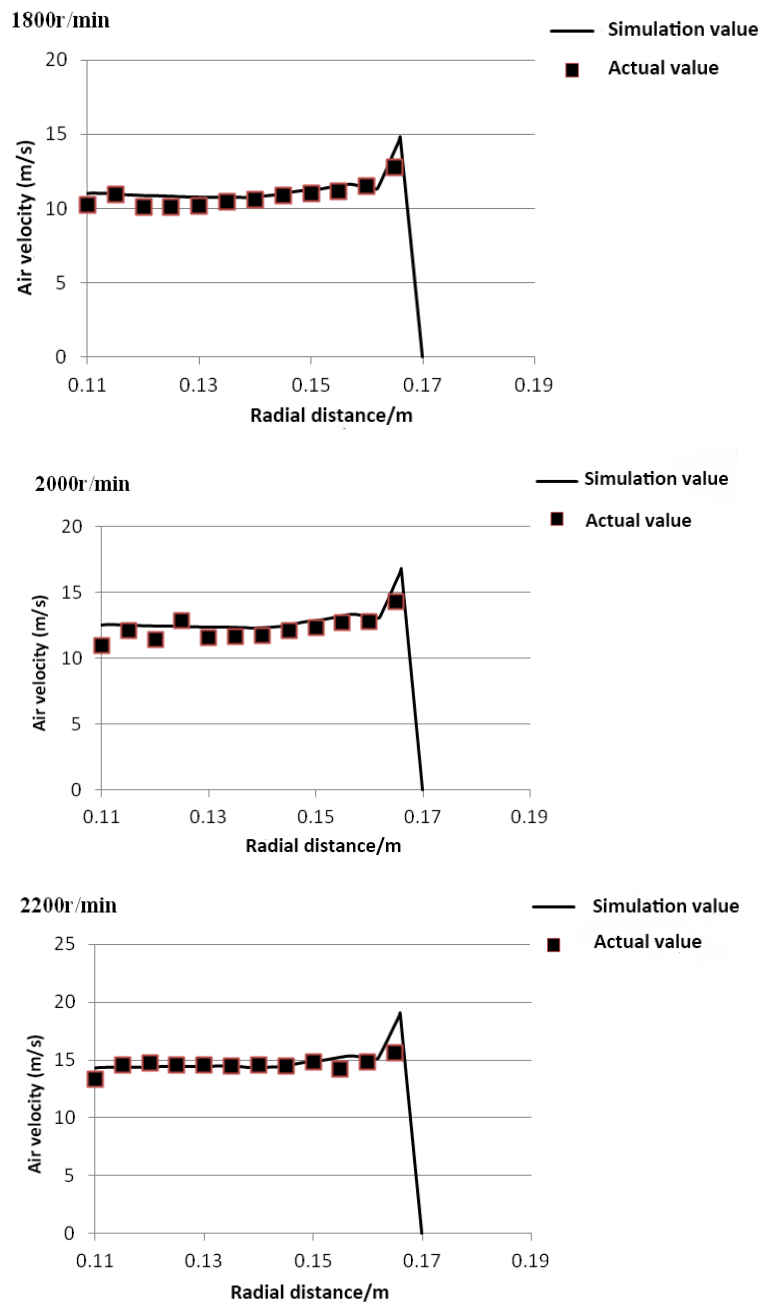 1800r/min
Simulation value
Actual value
20
15
10
5
0
Air velocity (m/s)
0.11 0.13 0.15 0.17 0.19
Radial distance/m
2000r/min
Simulation value
Actual value
20
15
10
5
0
Air velocity (m/s)
0.11 0.13 0.15 0.17 0.19
Radial distance/m
2200r/min
Simulation value
Actual value
25
20
15
10
5
0
Air velocity (m/s)
0.11 0.13 0.15 0.17 0.19
Radial distance/m